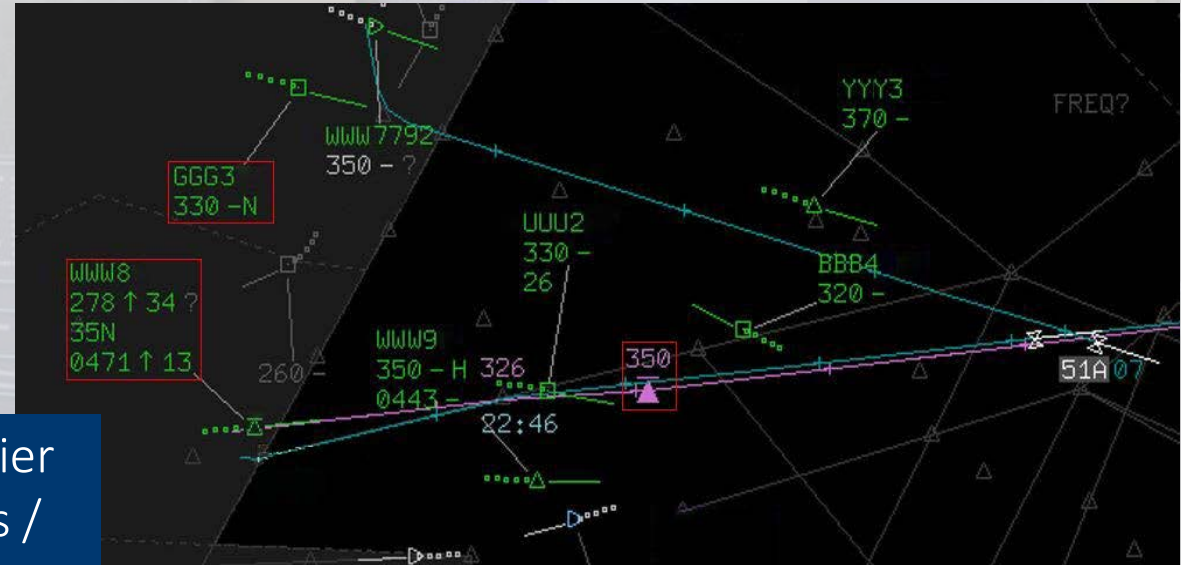 YYY3
370 -
FREQ?
WWW7792
350 - ?
GGG3
330 -N
UUU2
330 -
26
BBB4
320 -
WWW8
278 ↑ 34 ?
35N
0471 ↑ 13
260 -
WWW9
350 - H 326
0443 -
350
51A 07
22:46
ier
s /